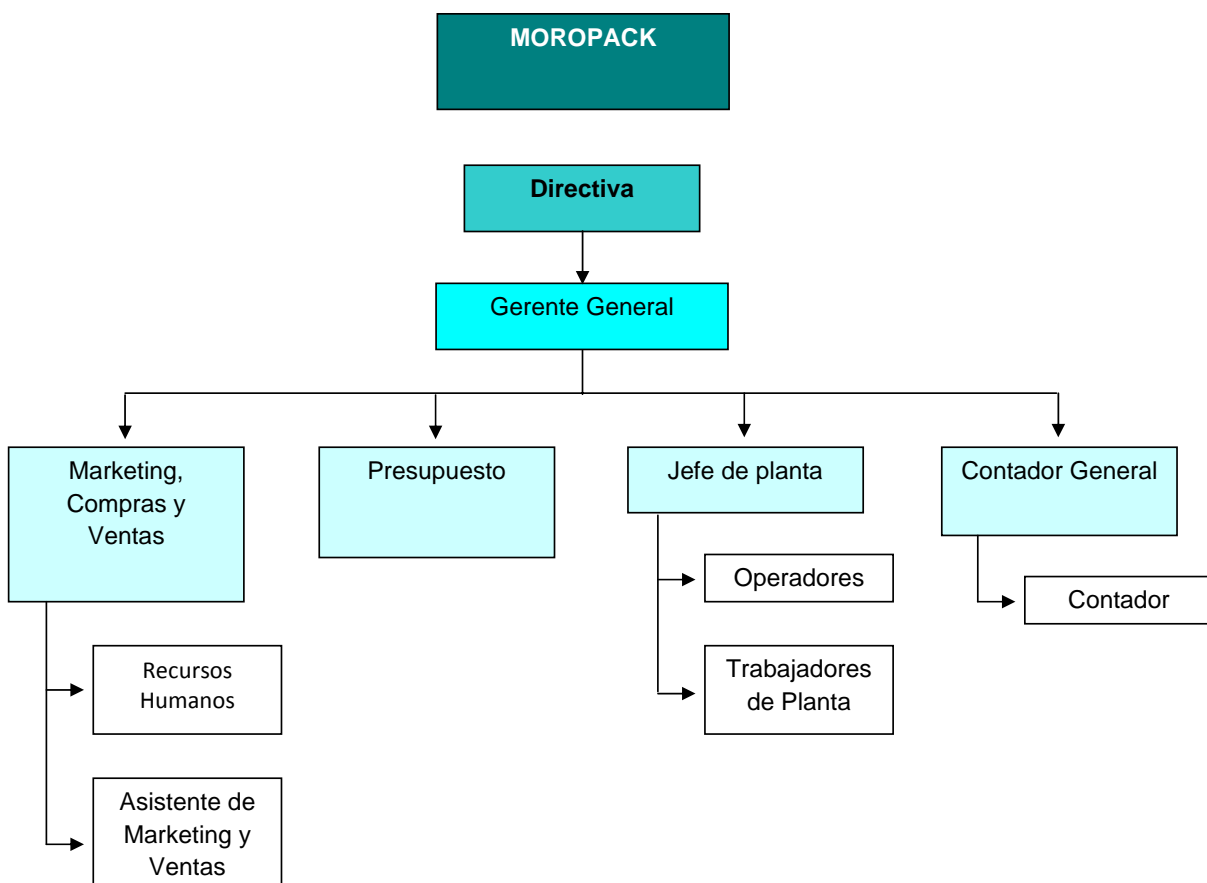 MOROPACK
Directiva
Gerente General
Marketing,
Compras y
Ventas
Presupuesto
Jefe de planta
Contador General
Operadores
Contador
Recursos
Humanos
Trabajadores
de Planta
Asistente de
Marketing y
Ventas